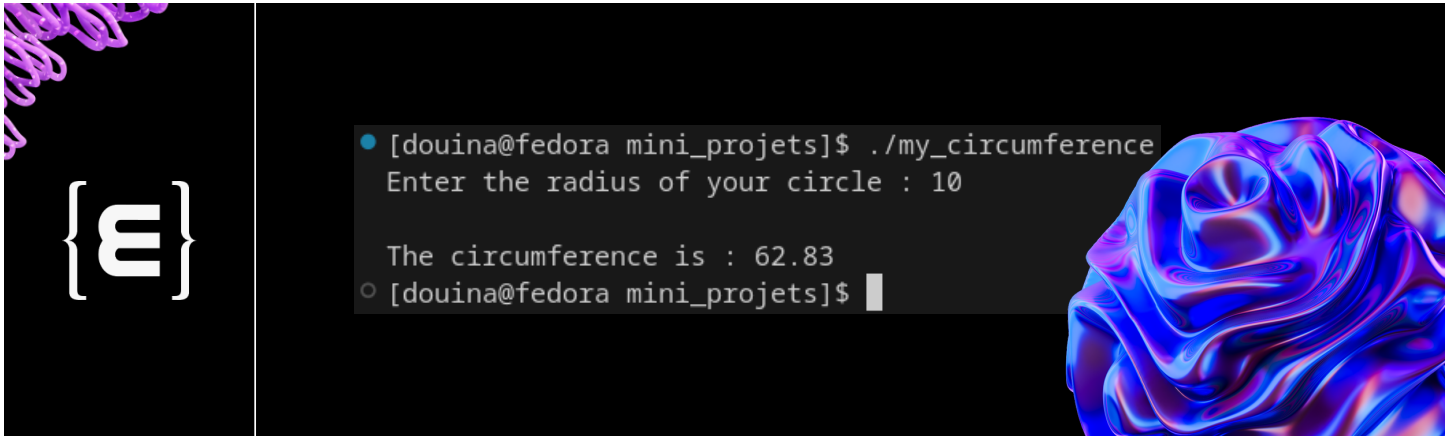 {ε}
[douina@fedora mini_projets]$ ./my_circumference
Enter the radius of your circle : 10
The circumference is : 62.83
[douina@fedora mini_projets]$